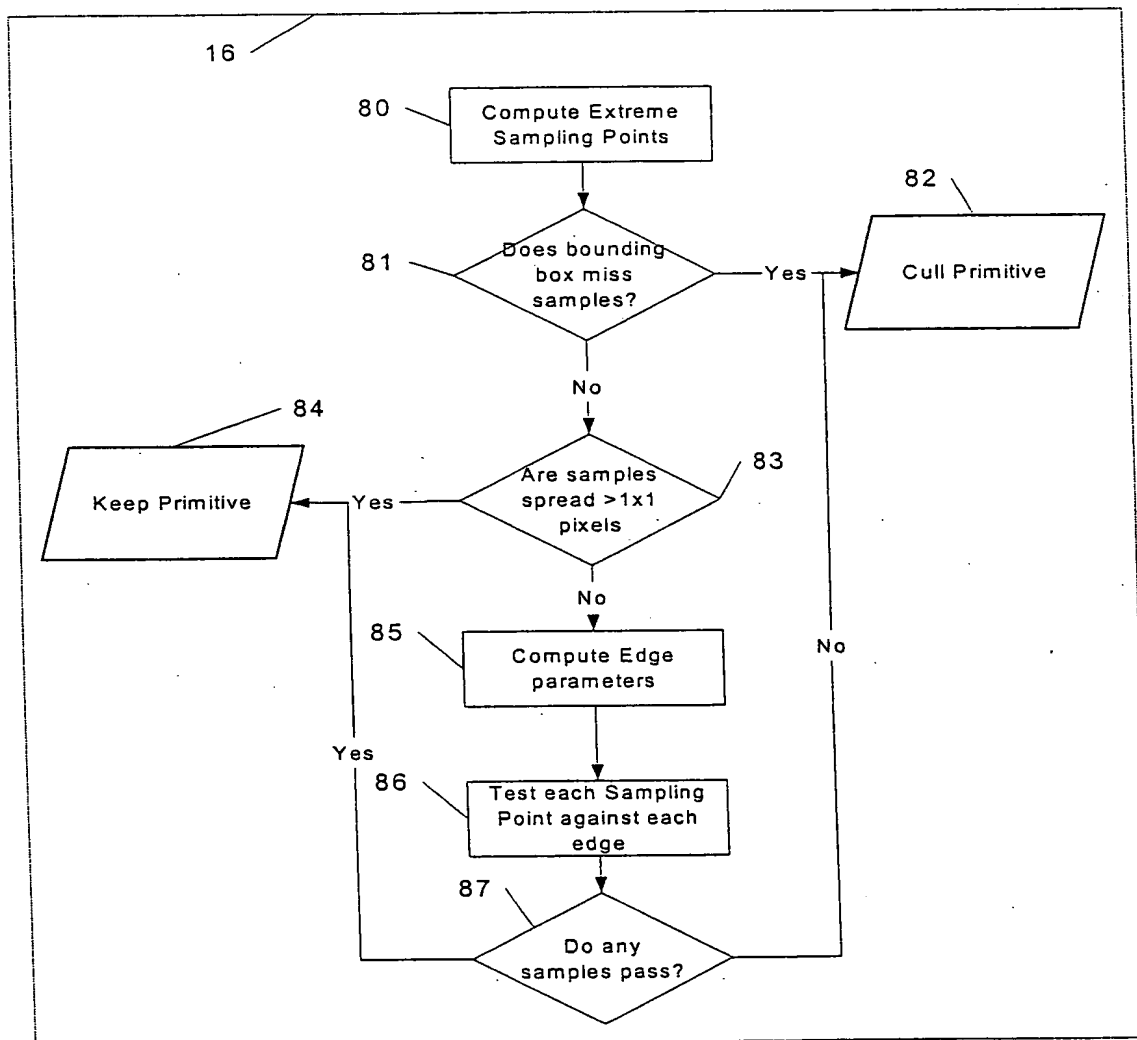 16
80
Compute Extreme
Sampling Points
82
81
Does bounding
box miss
samples?
Yes
Cull Primitive
No
84
83
Keep Primitive
Yes
Are samples
spread >1x1
pixels
No
85
Compute Edge
parameters
No
Yes
86
Test each Sampling
Point against each
edge
87
Do any
samples pass?